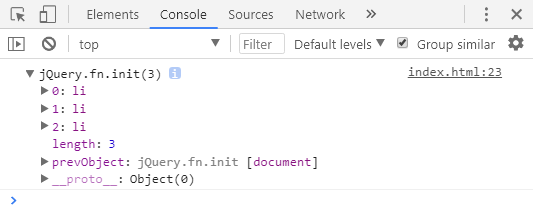 Elements Console Sources Network
top Filter Default levels Group similar
jQuery.fn.init(3) i index.html:23
0: li
1: li
2: li
length: 3
prevObject: jQuery.fn.init [document]
__proto__: Object(0)